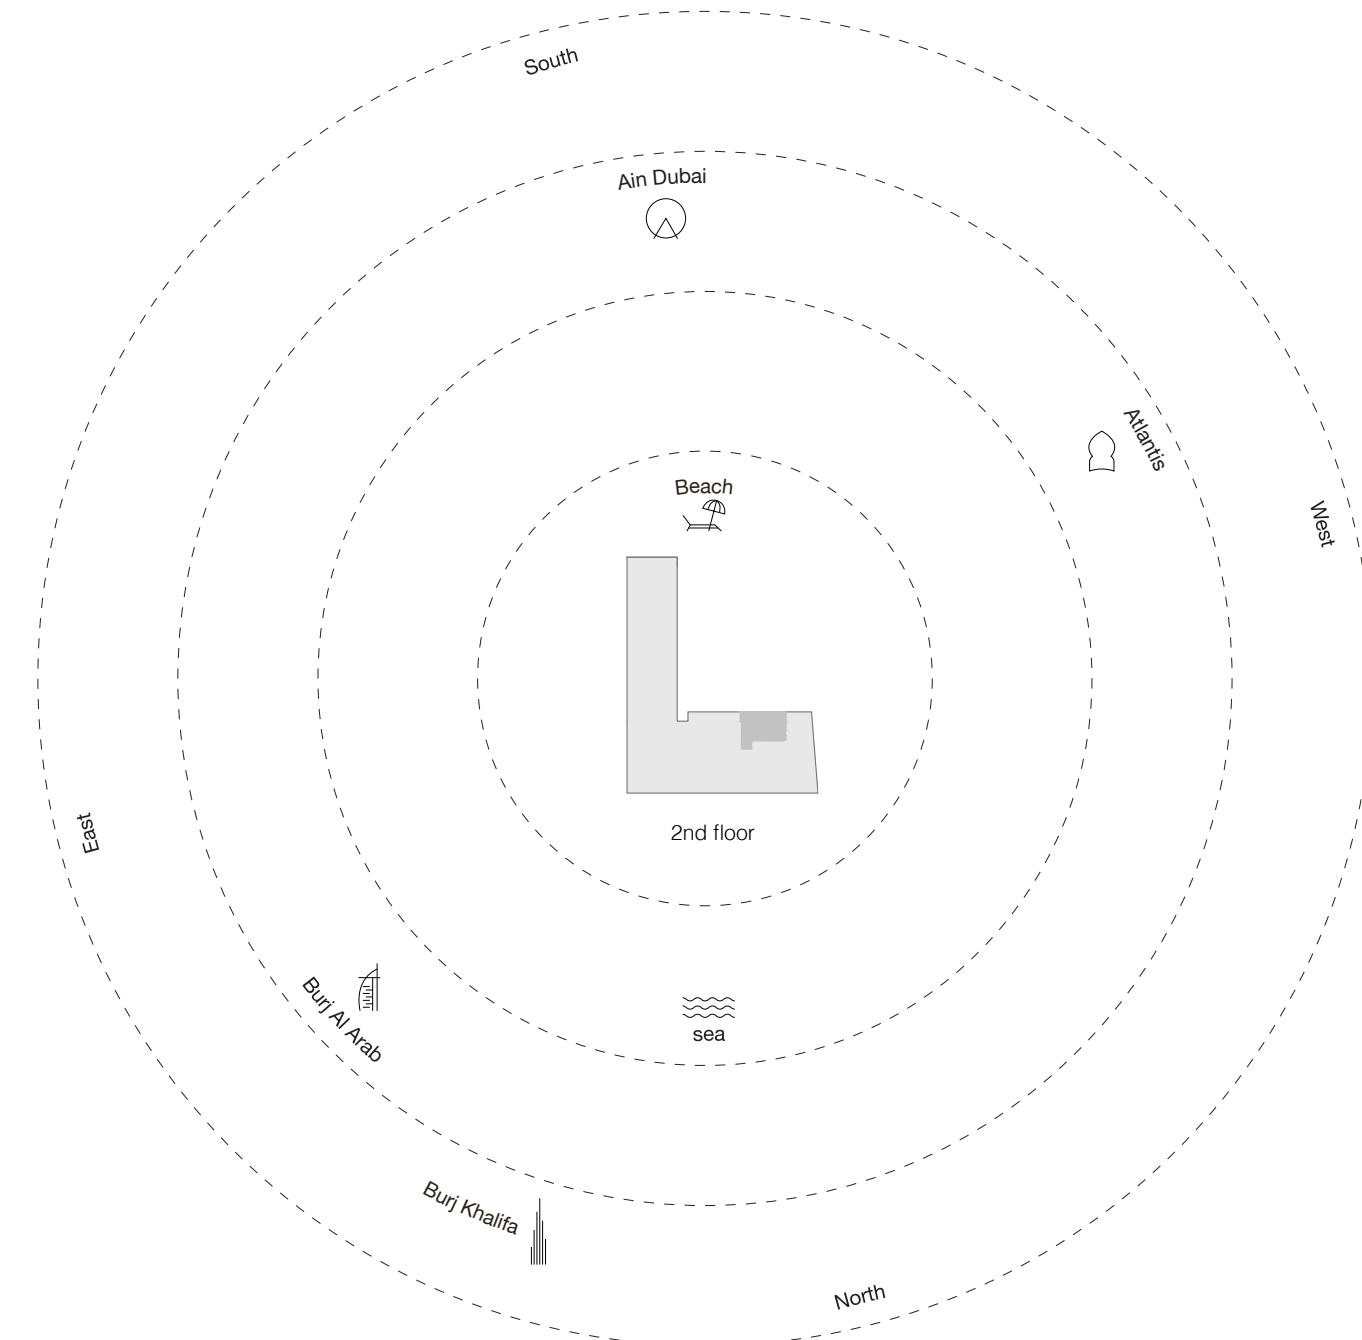 South
Ain Dubai
Atlantis
Beach
West
2nd floor
East
Burj Al Arab
sea
Burj Khalifa
North